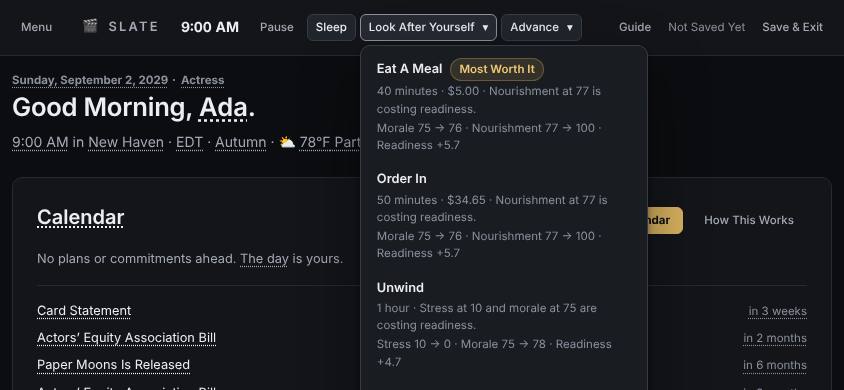 Menu
SLATE
9:00 AM
Pause
Sleep
Look After Yourself ▾
Advance ▾
Guide
Not Saved Yet
Save & Exit
Sunday, September 2, 2029 · Actress
Good Morning, Ada.
9:00 AM in New Haven · EDT · Autumn · ⛅ 78°F Part
Eat A Meal Most Worth It
40 minutes · $5.00 · Nourishment at 77 is
costing readiness.
Morale 75 → 76 · Nourishment 77 → 100 ·
Readiness +5.7
Order In
50 minutes · $34.65 · Nourishment at 77 is
costing readiness.
Morale 75 → 76 · Nourishment 77 → 100 ·
Readiness +5.7
Unwind
1 hour · Stress at 10 and morale at 75 are
costing readiness.
Stress 10 → 0 · Morale 75 → 78 · Readiness
+4.7
Calendar
ndar
How This Works
No plans or commitments ahead. The day is yours.
Card Statement
in 3 weeks
Actors’ Equity Association Bill
in 2 months
Paper Moons Is Released
in 6 months